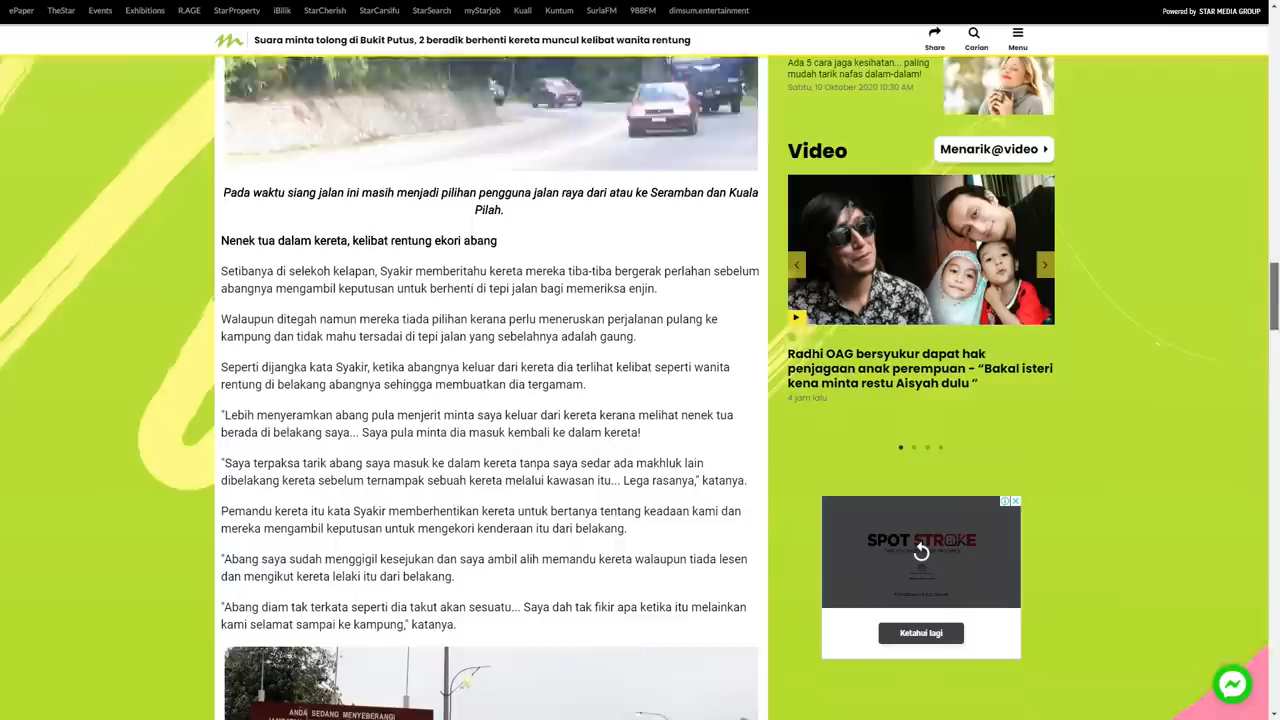 ePaper TheStar Events Exhibitions R.AGE StarProperty iBilik StarCherish StarCarsifu StarSearch myStarjob Kuali Kuntum SuriaFM 988FM dimsum.entertainment Powered by STAR MEDIA GROUP
m Suara minta tolong di Bukit Putus, 2 beradik berhenti kereta muncul kelibat wanita rentung
Share Carian Menu
Pada waktu siang jalan ini masih menjadi pilihan pengguna jalan raya dari atau ke Seramban dan Kuala
Pilah.
Nenek tua dalam kereta, kelibat rentung ekori abang
Setibanya di selekoh kelapan, Syakir memberitahu kereta mereka tiba-tiba bergerak perlahan sebelum
abangnya mengambil keputusan untuk berhenti di tepi jalan bagi memeriksa enjin.
Walaupun ditegah namun mereka tiada pilihan kerana perlu meneruskan perjalanan pulang ke
kampung dan tidak mahu tersadai di tepi jalan yang sebelahnya adalah gaung.
Seperti dijangka kata Syakir, ketika abangnya keluar dari kereta dia terlihat kelibat seperti wanita
rentung di belakang abangnya sehingga membuatkan dia tergamam.
"Lebih menyeramkan abang pula menjerit minta saya keluar dari kereta kerana melihat nenek tua
berada di belakang saya... Saya pula minta dia masuk kembali ke dalam kereta!
"Saya terpaksa tarik abang saya masuk ke dalam kereta tanpa saya sedar ada makhluk lain
dibelakang kereta sebelum ternampak sebuah kereta melalui kawasan itu... Lega rasanya," katanya.
Pemandu kereta itu kata Syakir memberhentikan kereta untuk bertanya tentang keadaan kami dan
mereka mengambil keputusan untuk mengekori kenderaan itu dari belakang.
"Abang saya sudah menggigil kesejukan dan saya ambil alih memandu kereta walaupun tiada lesen
dan mengikut kereta lelaki itu dari belakang.
"Abang diam tak terkata seperti dia takut akan sesuatu... Saya dah tak fikir apa ketika itu melainkan
kami selamat sampai ke kampung," katanya.
ANDA SEDANG MENYEBERANGI
Ada 5 cara jaga kesihatan... paling
mudah tarik nafas dalam-dalam!
Sabtu, 10 Oktober 2020 10:30 AM
Video
Menarik@video
Radhi OAG bersyukur dapat hak
penjagaan anak perempuan - “Bakal isteri
kena minta restu Aisyah dulu ”
4 jam lalu
SPOT STROKE
Ketahui lagi